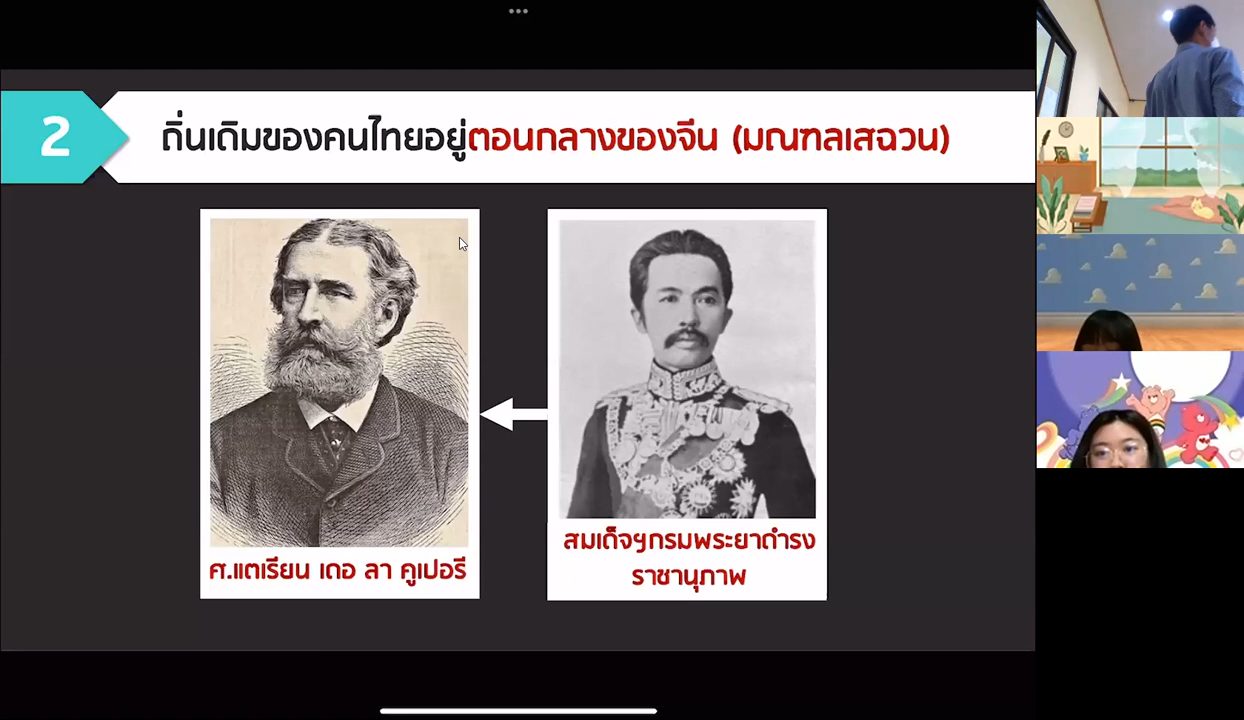 2
ถิ่นเดิมของคนไทยอยู่ตอนกลางของจีน (มณฑลเสฉวน)
ศ.แตเรียน เดอ ลา คูเปอรี
สมเด็จฯกรมพระยาดำรง
ราชานุภาพ